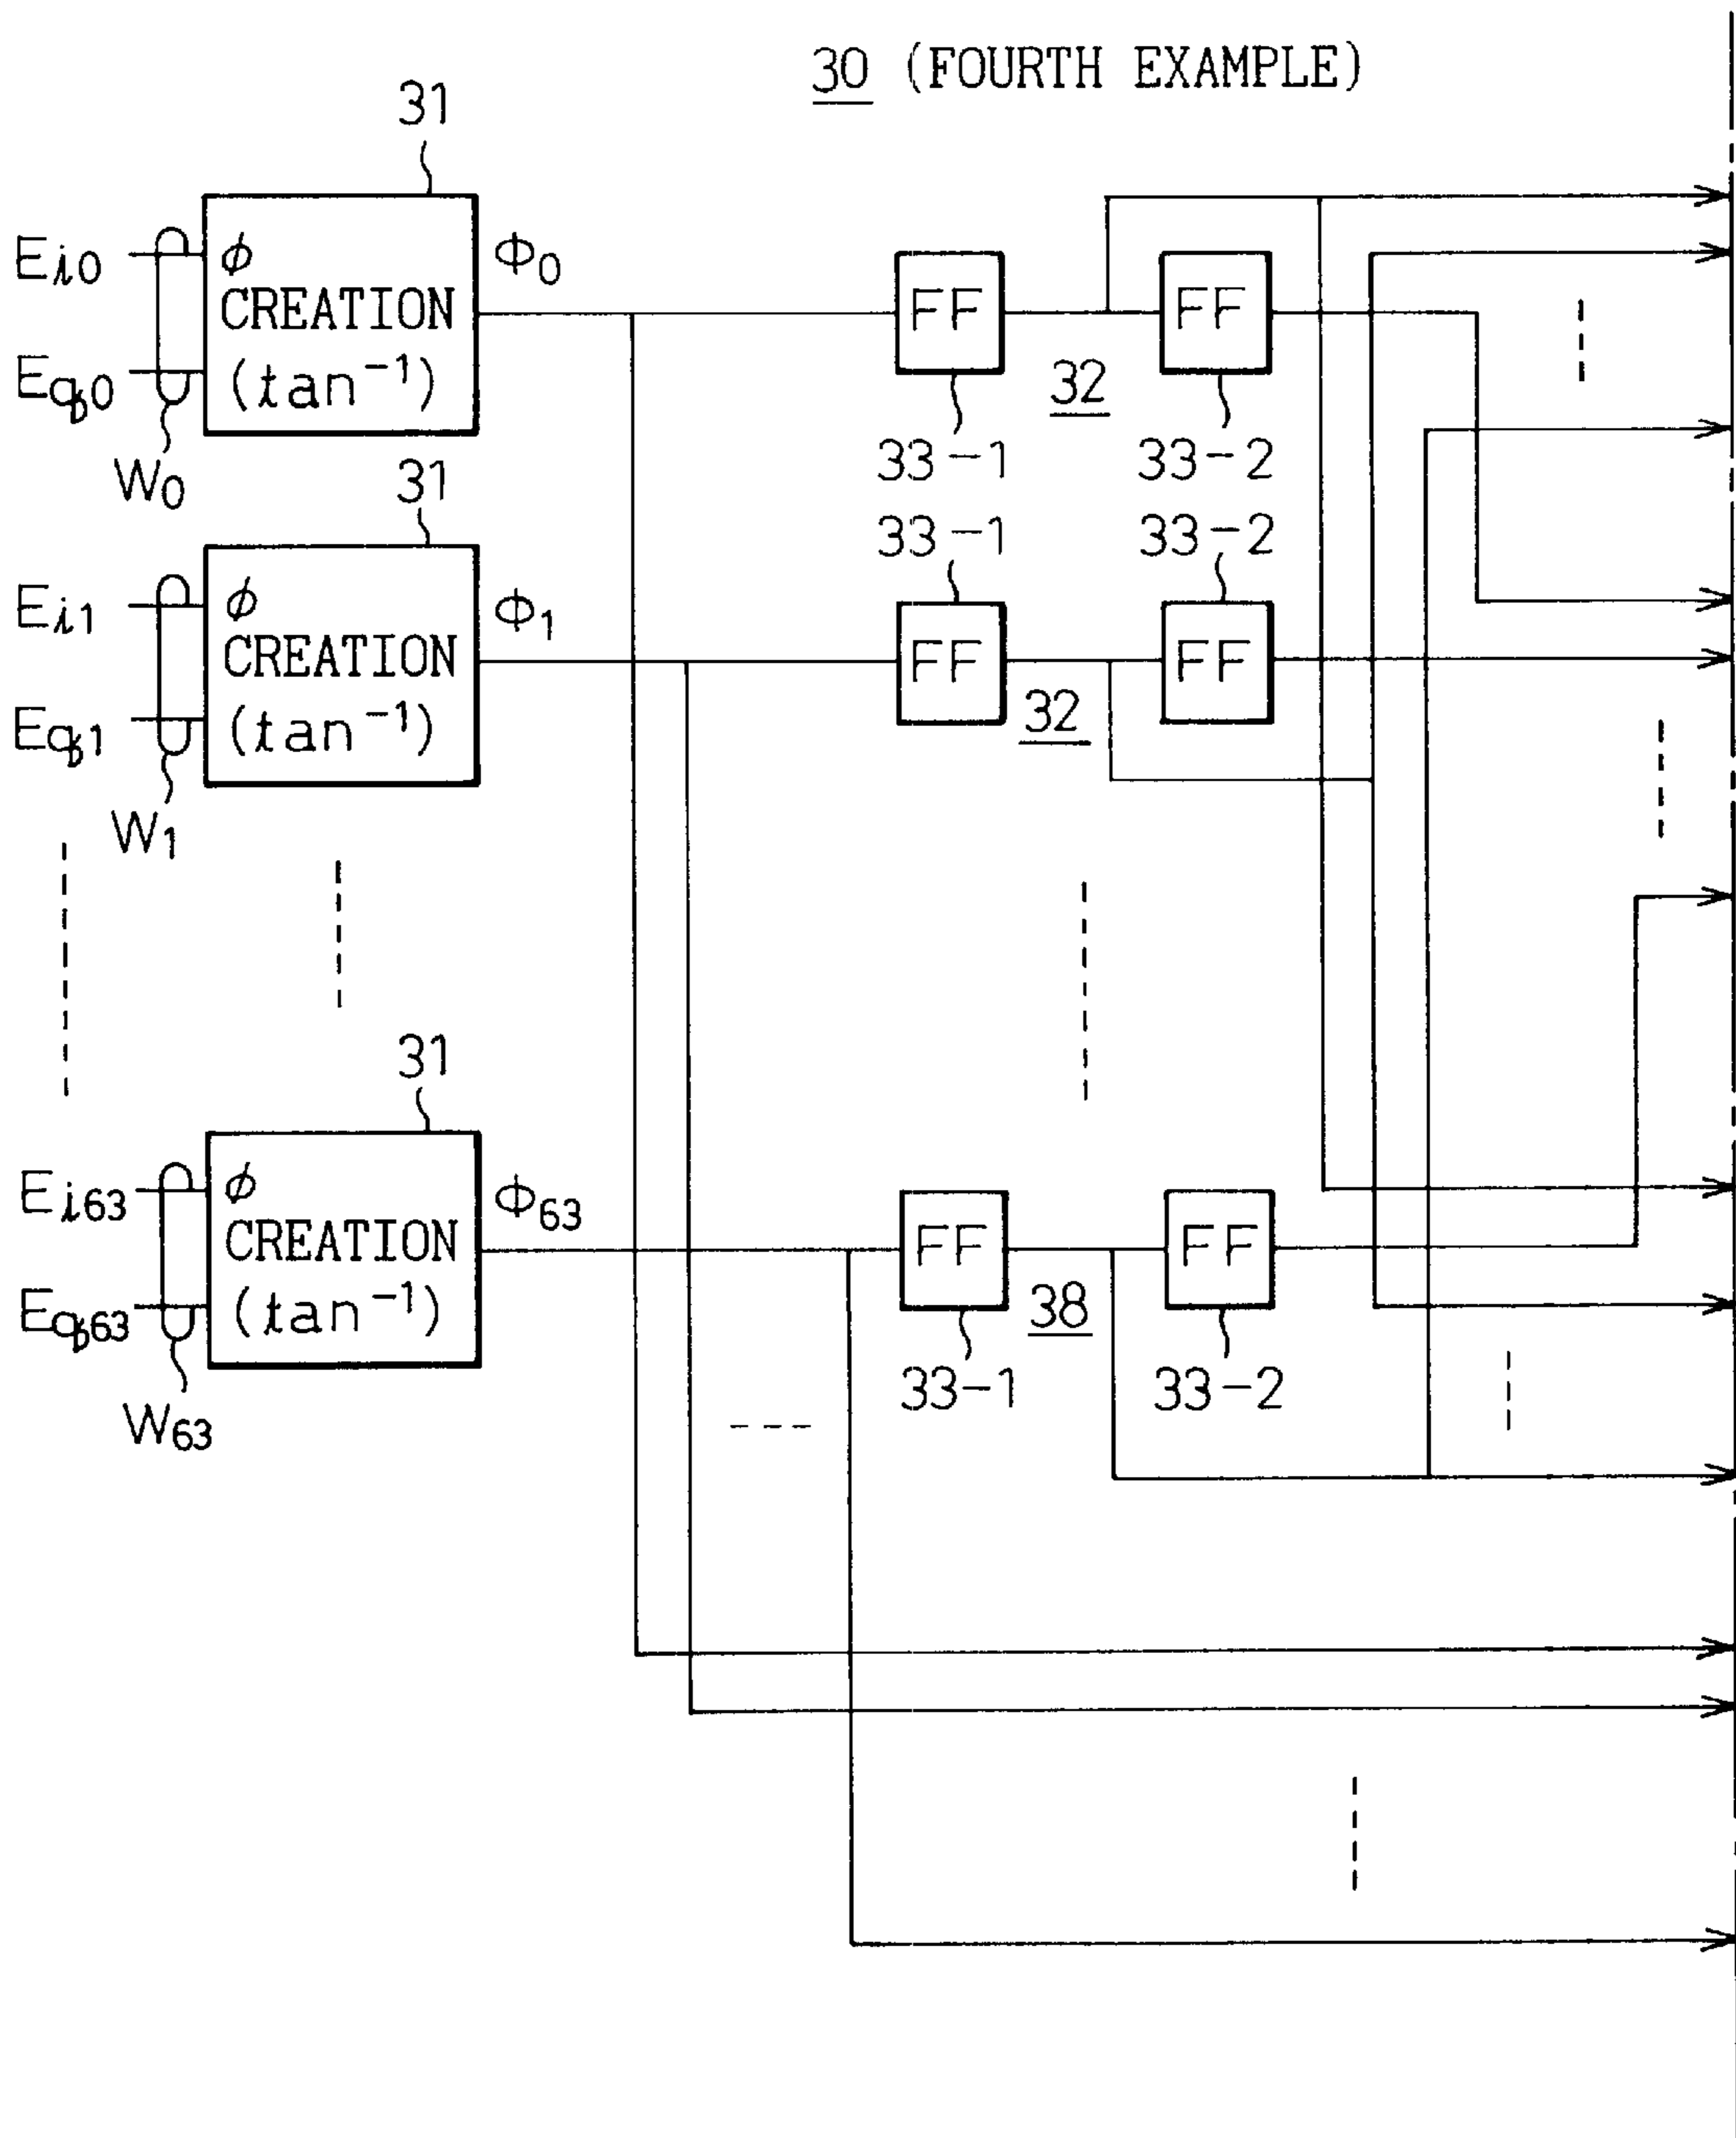 30 (FOURTH EXAMPLE)
31
Ei0
Eq0
W0
ϕ
CREATION
(tan⁻¹)
Φ0
FF
FF
32
33-1
33-2
31
Ei1
Eq1
W1
ϕ
CREATION
(tan⁻¹)
Φ1
33-1
33-2
FF
FF
32
31
Ei63
Eq63
W63
ϕ
CREATION
(tan⁻¹)
Φ63
FF
FF
38
33-1
33-2